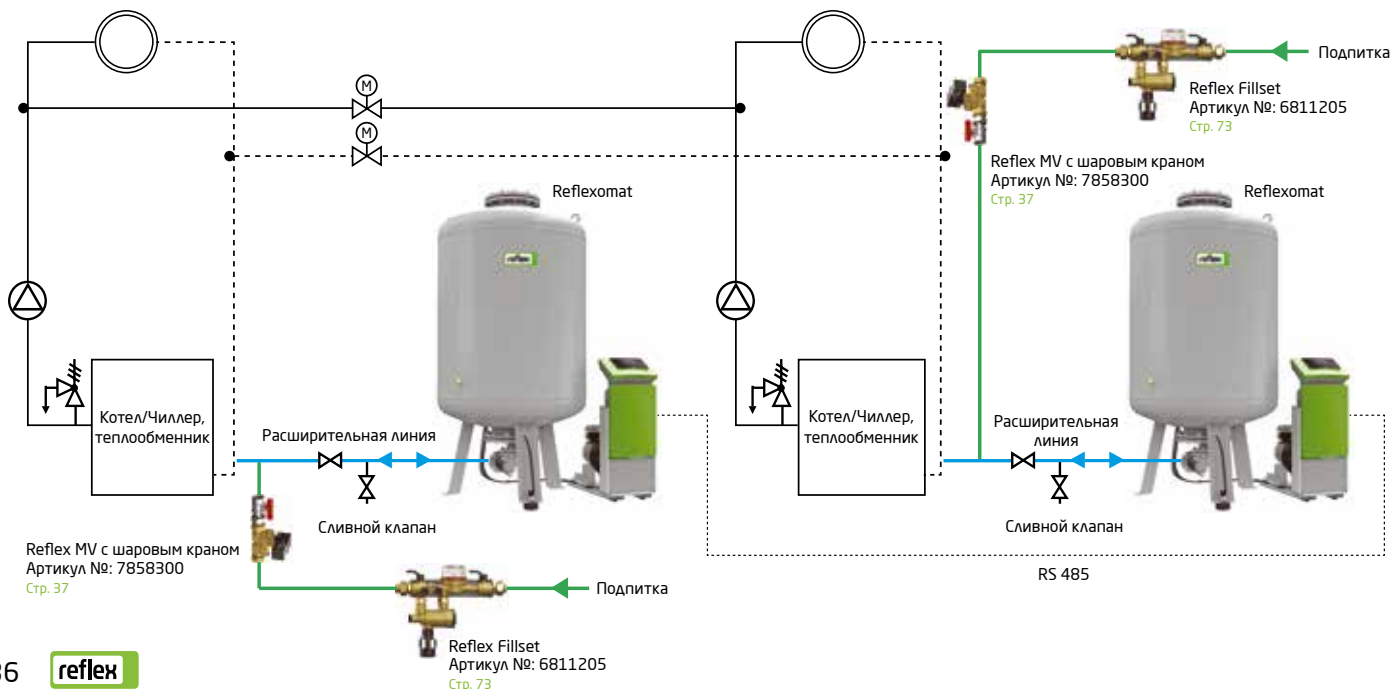 Подпитка
Reflex Fillset
Артикул №: 6811205
Стр. 73
M
M
Reflexomat
reflex
Reflex MV с шаровым краном
Артикул №: 7858300
Стр. 37
Reflexomat
reflex
Котел/Чиллер,
теплообменник
Расширительная линия
Сливной клапан
Котел/Чиллер,
теплообменник
Расширительная
линия
Сливной клапан
Reflex MV с шаровым краном
Артикул №: 7858300
Стр. 37
RS 485
Подпитка
Reflex Fillset
Артикул №: 6811205
Стр. 73
reflex